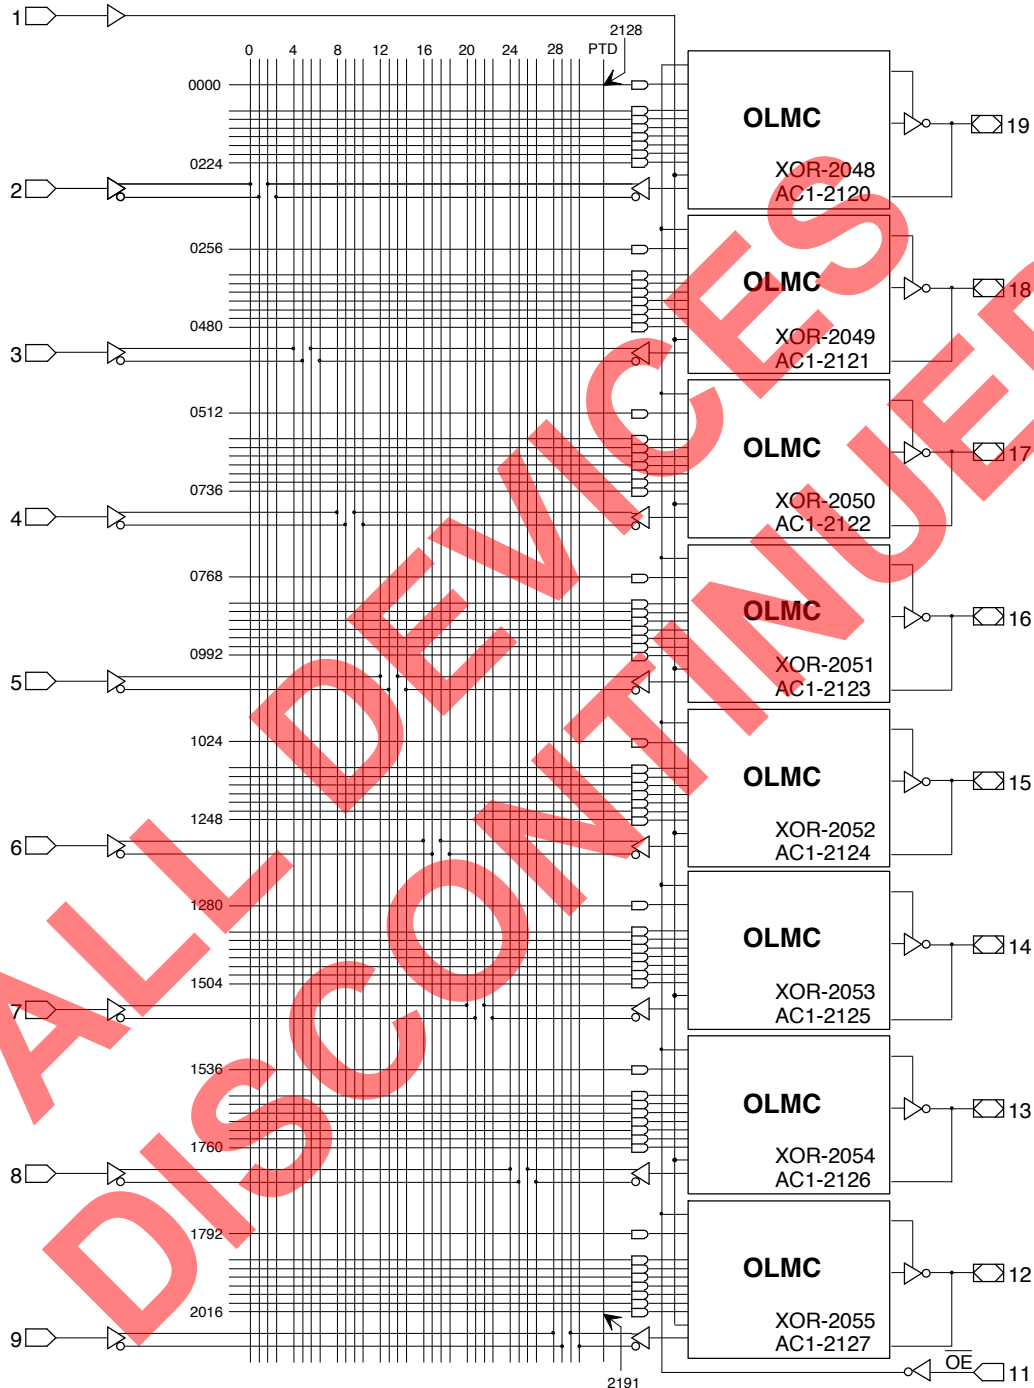 1
2128
0 4 8 12 16 20 24 28 PTD
0000
OLMC
19
0224
XOR-2048
AC1-2120
2
0256
OLMC
18
0480
XOR-2049
AC1-2121
3
0512
OLMC
17
0736
XOR-2050
AC1-2122
4
0768
OLMC
16
0992
XOR-2051
AC1-2123
5
1024
OLMC
15
1248
XOR-2052
AC1-2124
6
1280
OLMC
14
1504
XOR-2053
AC1-2125
7
1536
OLMC
13
1760
XOR-2054
AC1-2126
8
1792
OLMC
12
2016
XOR-2055
AC1-2127
9
OE
11
2191
ALL DEVICES
DISCONTINUED